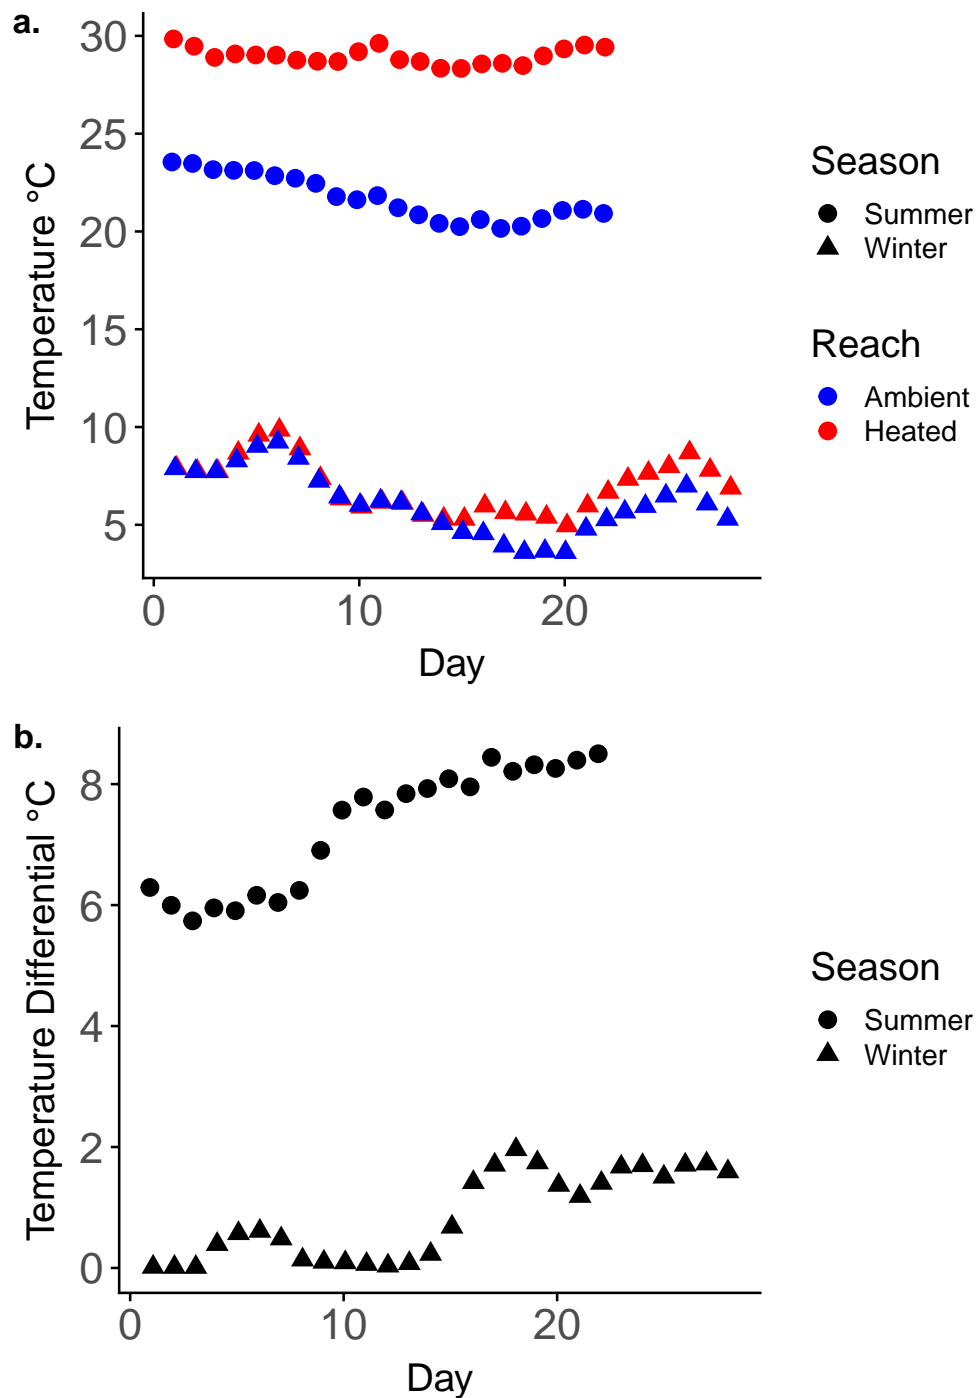 a.
30
25
20
15
10
5
Temperature °C
0
10
20
Day
Season
Summer
Winter
Reach
Ambient
Heated
b.
8
6
4
2
0
Temperature Differential °C
0
10
20
Day
Season
Summer
Winter